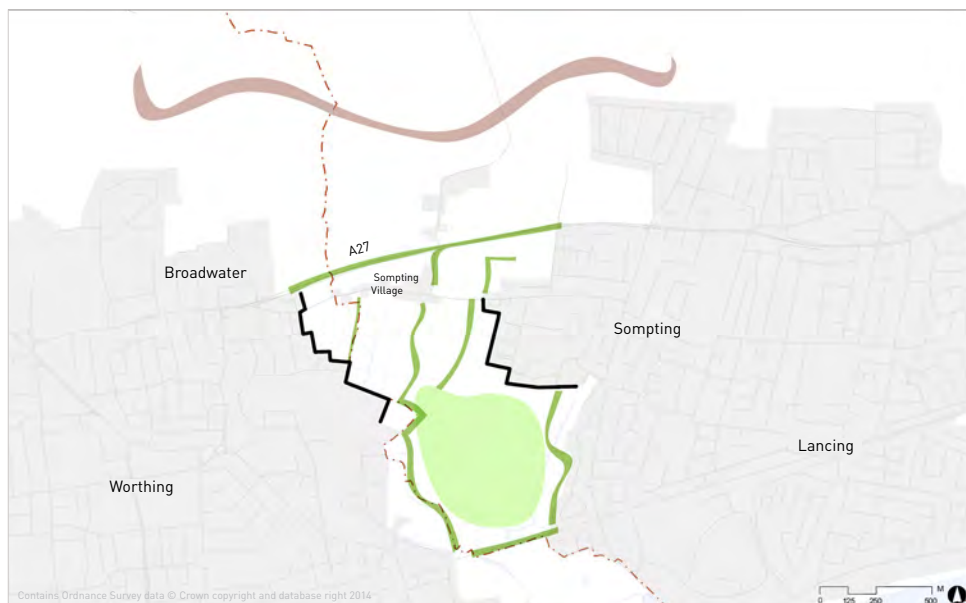 A27
Broadwater
Sompting
Village
Sompting
Lancing
Worthing
Contains Ordnance Survey data © Crown copyright and database right 2014
M
0 125 250 500